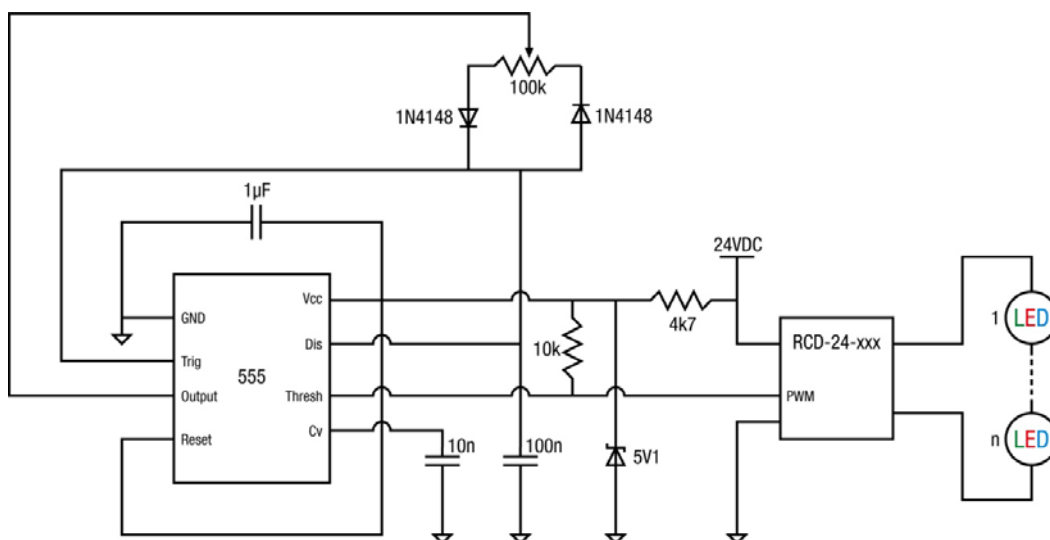 100k
1N4148
1N4148
1µF
24VDC
Vcc
4k7
GND
Dis
10k
RCD-24-xxx
1
LED
Trig
555
Output
Thresh
PWM
Reset
Cv
10n
100n
5V1
n
LED